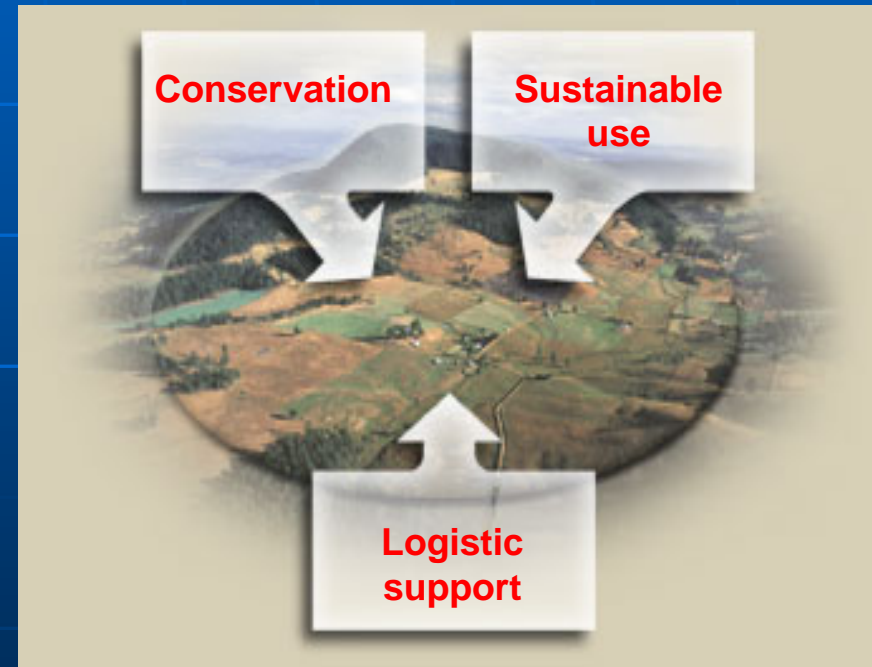 Conservation
Sustainable
use
Logistic
support